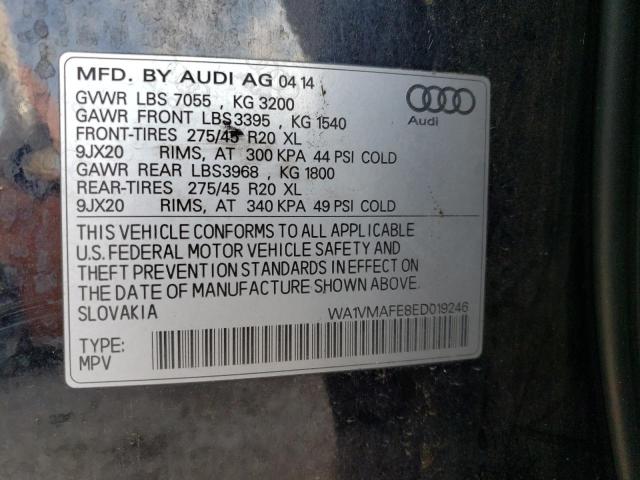 MFD. BY AUDI AG 04 14
GVWR LBS 7055 , KG 3200
GAWR FRONT LBS3395 , KG 1540
FRONT-TIRES 275/45 R20 XL
9JX20 RIMS, AT 300 KPA 44 PSI COLD
GAWR REAR LBS3968 , KG 1800
REAR-TIRES 275/45 R20 XL
9JX20 RIMS, AT 340 KPA 49 PSI COLD
Audi
THIS VEHICLE CONFORMS TO ALL APPLICABLE
U.S. FEDERAL MOTOR VEHICLE SAFETY AND
THEFT PREVENTION STANDARDS IN EFFECT ON
THE DATE OF MANUFACTURE SHOWN ABOVE.
SLOVAKIA WA1VMAFE8ED019246
TYPE:
MPV